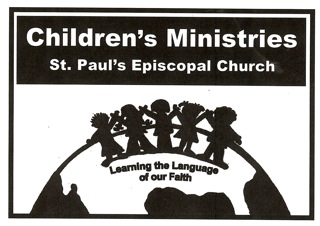 Children's Ministries
St. Paul's Episcopal Church
Learning the Language
of our Faith